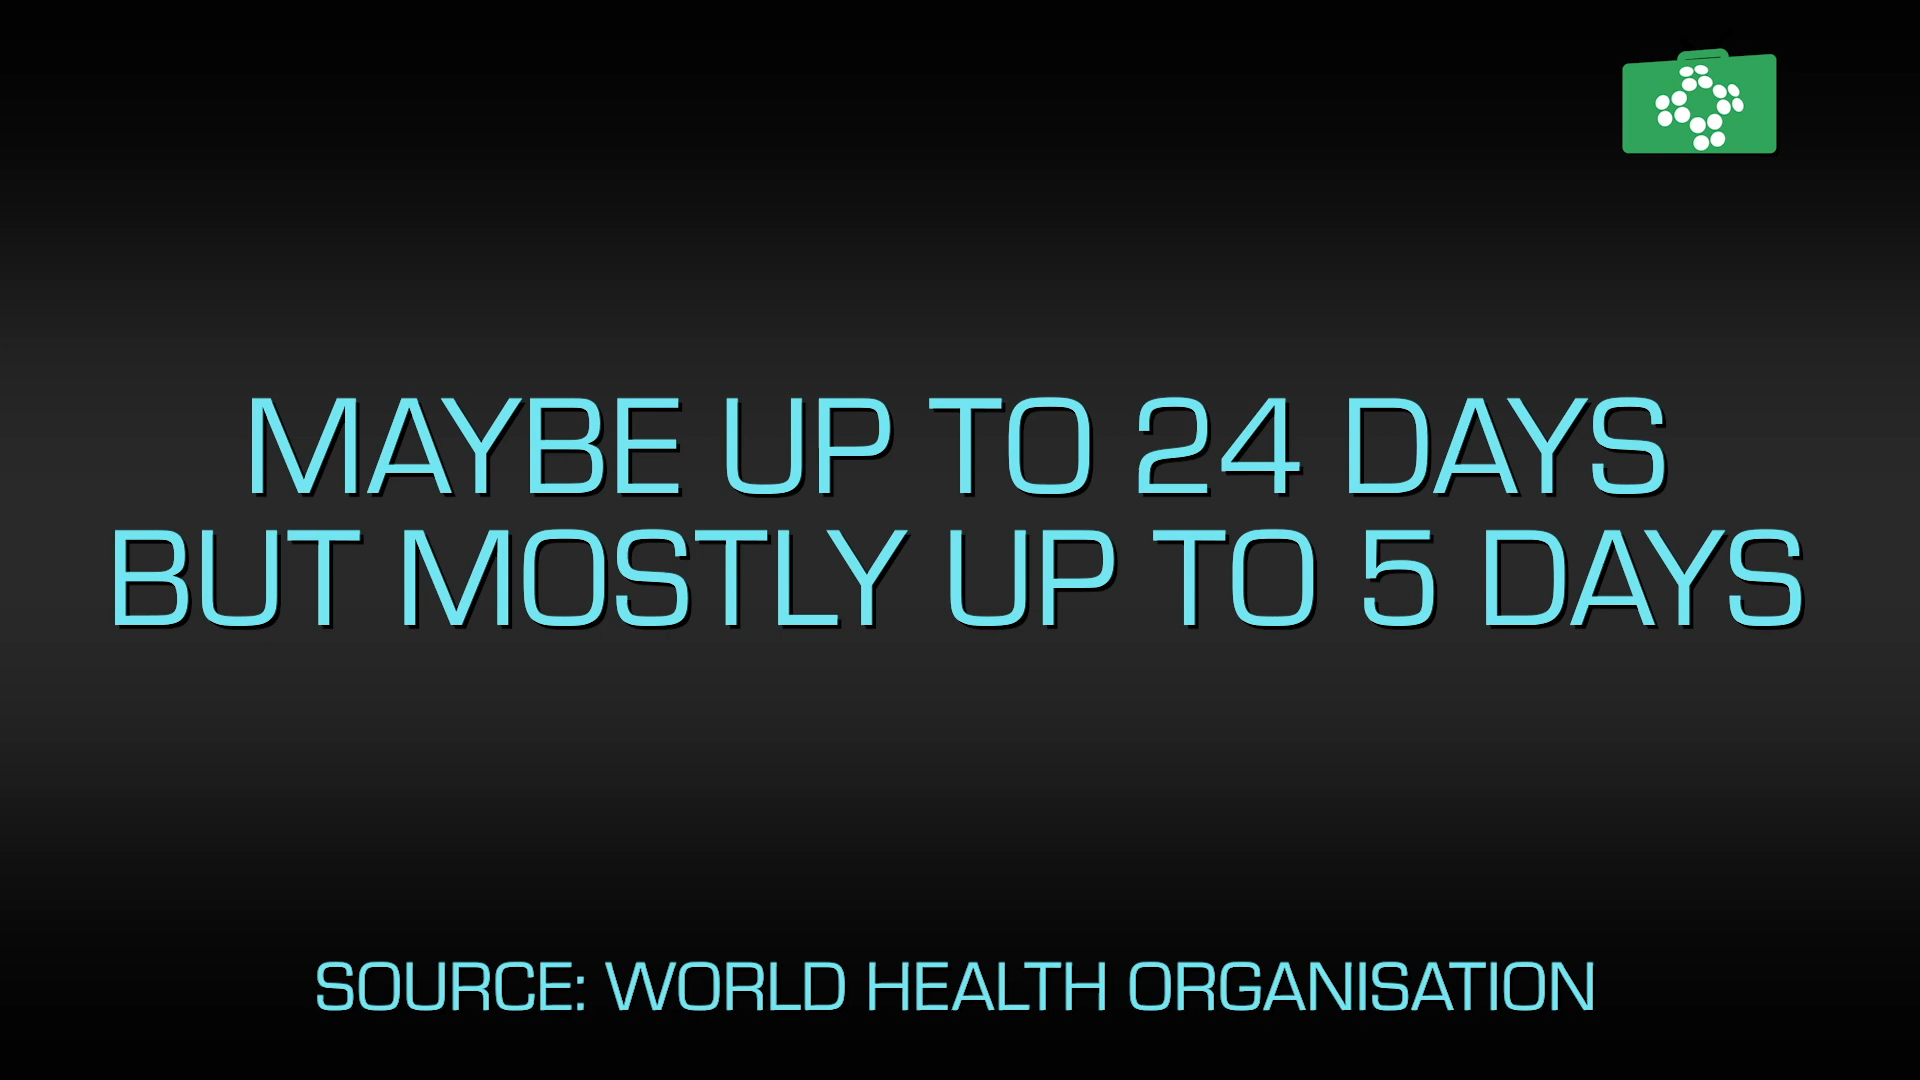 MAYBE UP TO 24 DAYS
BUT MOSTLY UP TO 5 DAYS
SOURCE: WORLD HEALTH ORGANISATION